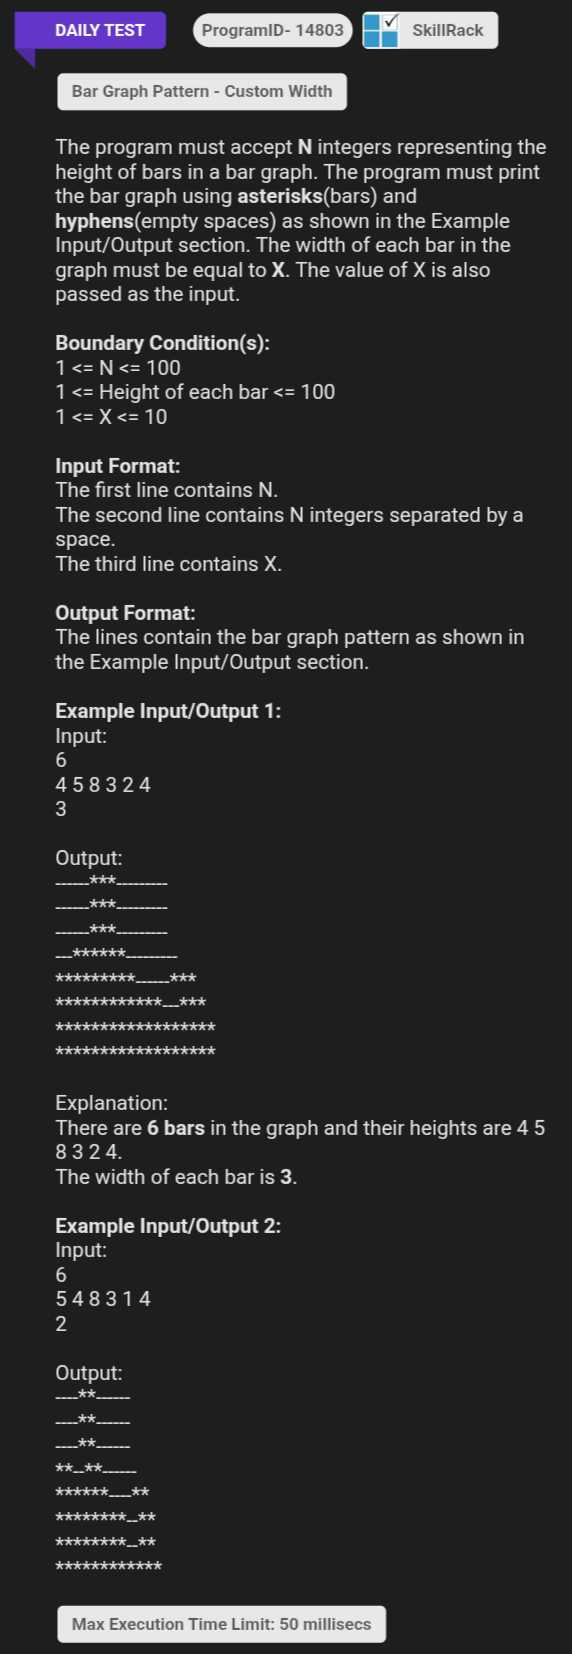 DAILY TEST
ProgramID- 14803
SkillRack
Bar Graph Pattern - Custom Width
The program must accept N integers representing the
height of bars in a bar graph. The program must print
the bar graph using asterisks(bars) and
hyphens(empty spaces) as shown in the Example
Input/Output section. The width of each bar in the
graph must be equal to X. The value of X is also
passed as the input.
Boundary Condition(s):
1 <= N <= 100
1 <= Height of each bar <= 100
1 <= X <= 10
Input Format:
The first line contains N.
The second line contains N integers separated by a
space.
The third line contains X.
Output Format:
The lines contain the bar graph pattern as shown in
the Example Input/Output section.
Example Input/Output 1:
Input:
6
4 5 8 3 2 4
3
Output:
------***---------
------***---------
------***---------
---******---------
*********------***
************---***
******************
******************
Explanation:
There are 6 bars in the graph and their heights are 4 5
8 3 2 4.
The width of each bar is 3.
Example Input/Output 2:
Input:
6
5 4 8 3 1 4
2
Output:
----**------
----**------
----**------
**--**------
******----**
********--**
********--**
************
Max Execution Time Limit: 50 millisecs